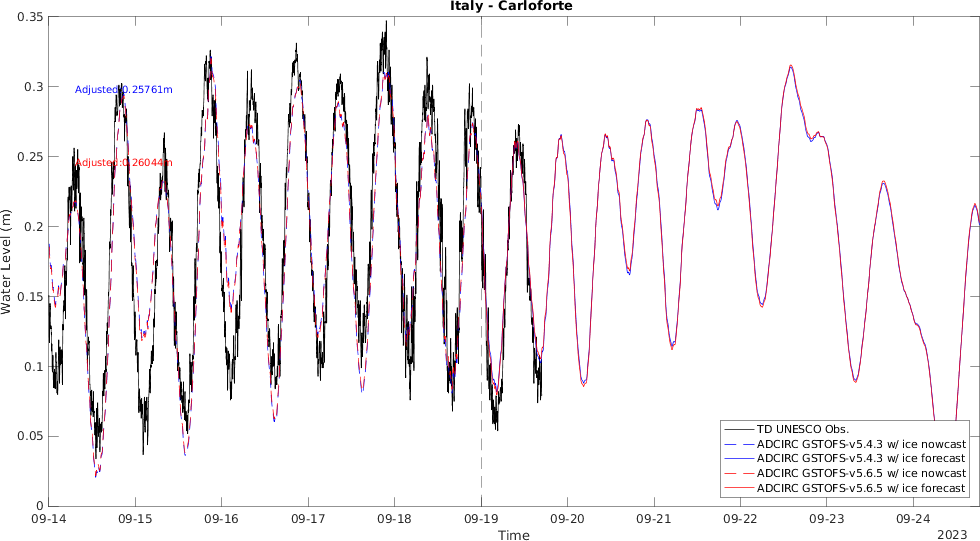 Italy - Carloforte
Water Level (m)
0.35
0.3
0.25
0.2
0.15
0.1
0.05
0
Adjusted:0.25761m
Adjusted:0.26044m
TD UNESCO Obs.
ADCIRC GSTOFS-v5.4.3 w/ ice nowcast
ADCIRC GSTOFS-v5.4.3 w/ ice forecast
ADCIRC GSTOFS-v5.6.5 w/ ice nowcast
ADCIRC GSTOFS-v5.6.5 w/ ice forecast
09-14 09-15 09-16 09-17 09-18 09-19 09-20 09-21 09-22 09-23 09-24
Time
2023